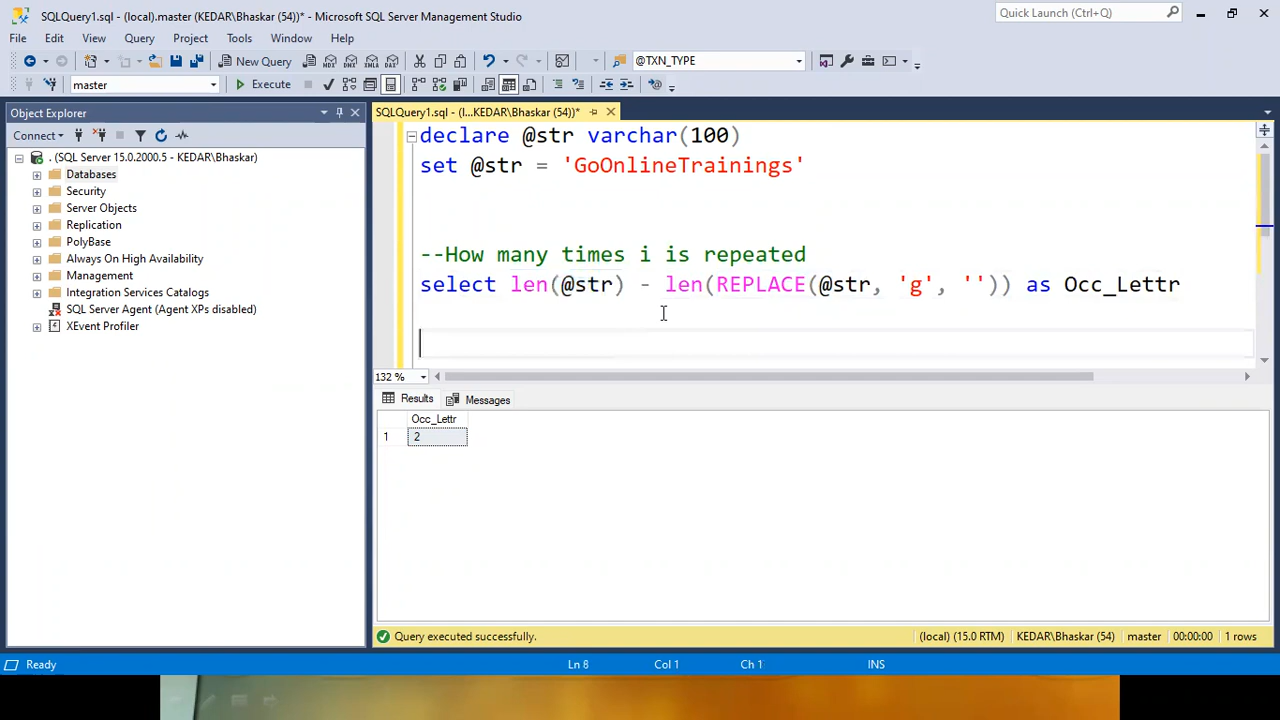 SQLQuery1.sql - (local).master (KEDAR\Bhaskar (54))* - Microsoft SQL Server Management Studio
Quick Launch (Ctrl+Q)
File Edit View Query Project Tools Window Help
New Query
MDX DMX XMLA DAX
@TXN_TYPE
master
Execute
Object Explorer
SQLQuery1.sql - (l...KEDAR\Bhaskar (54))*
Connect
. (SQL Server 15.0.2000.5 - KEDAR\Bhaskar)
Databases
Security
Server Objects
Replication
PolyBase
Always On High Availability
Management
Integration Services Catalogs
SQL Server Agent (Agent XPs disabled)
XEvent Profiler
declare @str varchar(100)
set @str = 'GoOnlineTrainings'
--How many times i is repeated
select len(@str) - len(REPLACE(@str, 'g', '')) as Occ_Lettr
132 %
Results Messages
Occ_Lettr
1 2
Query executed successfully.
(local) (15.0 RTM) KEDAR\Bhaskar (54) master 00:00:00 1 rows
Ready Ln 8 Col 1 Ch 1 INS